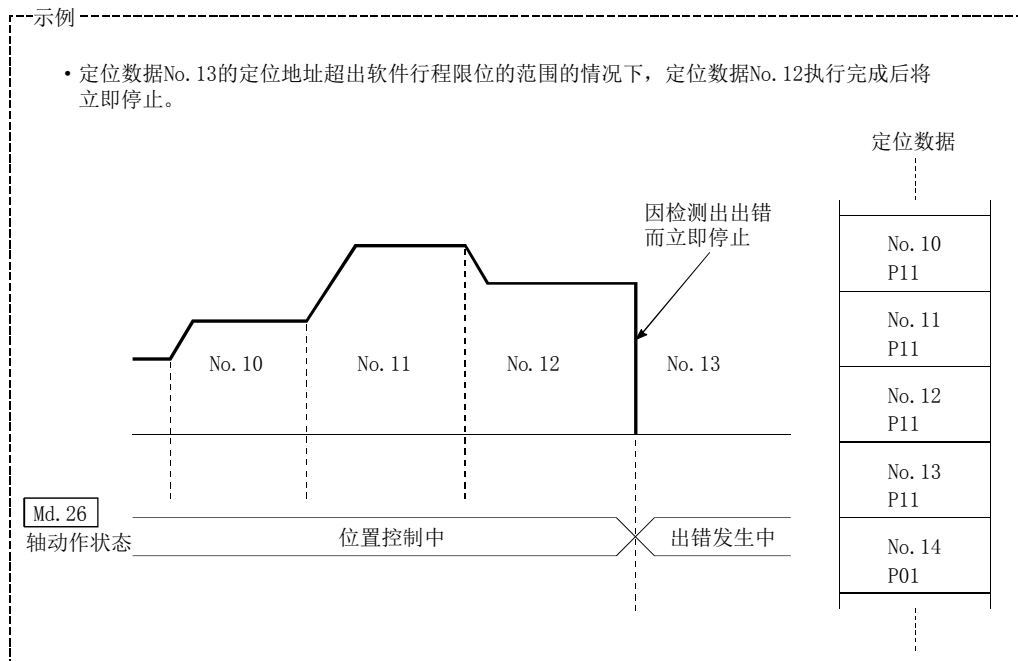 示例
•定位数据No.13的定位地址超出软件行程限位的范围的情况下，定位数据No.12执行完成后将
立即停止。
定位数据
因检测出出错
而立即停止
No.10
P11
No.11
P11
No.12
P11
No.13
P11
No.14
P01
No.10
No.11
No.12
No.13
Md.26
轴动作状态
位置控制中
出错发生中